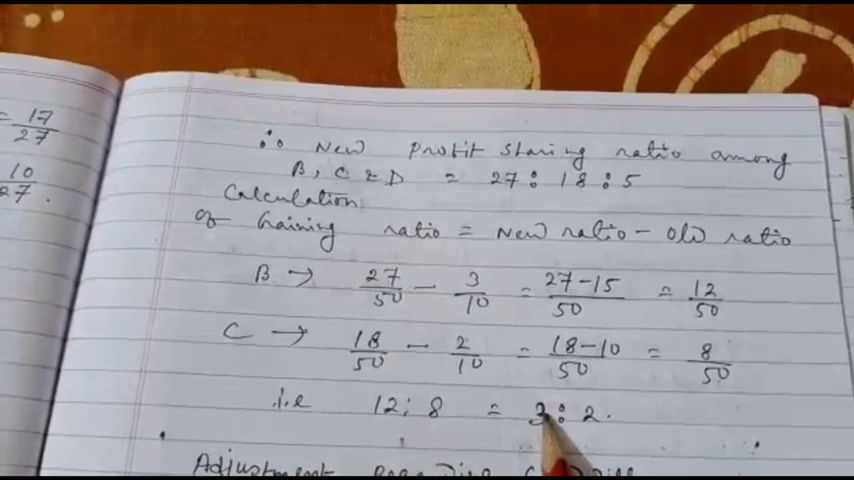 = 17/27
10/27.
∴ New profit sharing ratio among
B, C & D = 27 : 18 : 5
Calculation
of Gaining ratio = New ratio - Old ratio
B → 27/50 - 3/10 = 27-15/50 = 12/50
C → 18/50 - 2/10 = 18-10/50 = 8/50
i.e 12 : 8 = 3 : 2.
Adjustment